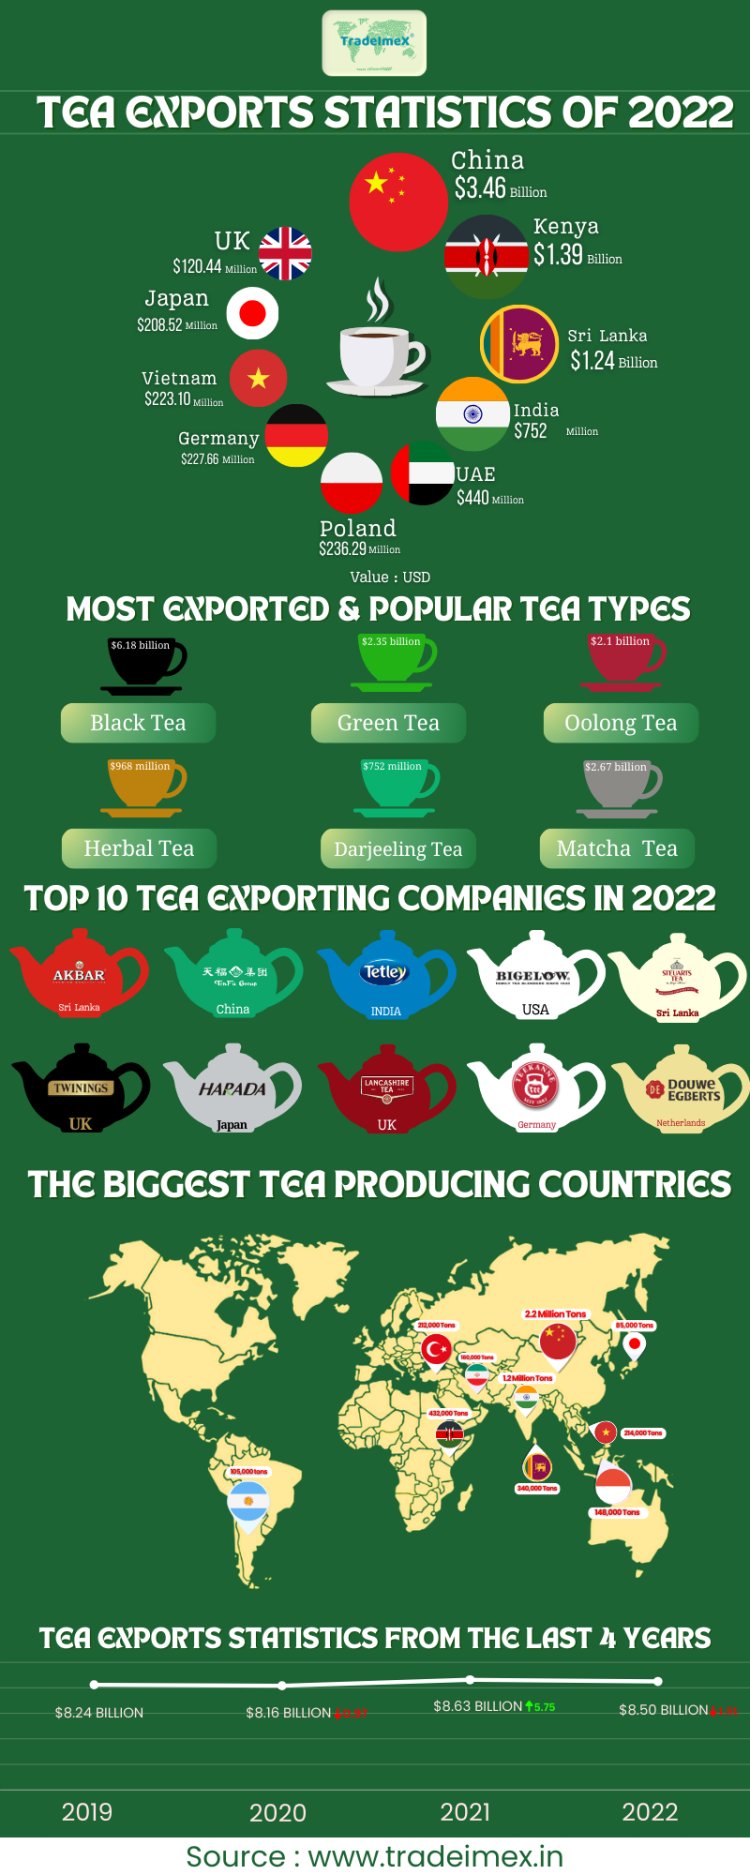 TradeImeX
TEA EXPORTS STATISTICS OF 2022
China
$3.46 Billion
Kenya
$1.39 Billion
UK
$120.44 Million
Japan
$208.52 Million
Sri Lanka
$1.24 Billion
Vietnam
$223.10 Million
India
$752 Million
Germany
$227.66 Million
UAE
$440 Million
Poland
$236.29 Million
Value : USD
MOST EXPORTED & POPULAR TEA TYPES
$6.18 billion
$2.35 billion
$2.1 billion
Black Tea
Green Tea
Oolong Tea
$968 million
$752 million
$2.67 billion
Herbal Tea
Darjeeling Tea
Matcha Tea
TOP 10 TEA EXPORTING COMPANIES IN 2022
AKBAR
Sri Lanka
天福集团
TenFu Group
China
Tetley
INDIA
BIGELOW
USA
STEUARTS
TEA
Sri Lanka
TWININGS
UK
HARADA
Japan
LANCASHIRE
TEA
UK
TEEKANNE
Germany
DE
DOUWE
EGBERTS
Netherlands
THE BIGGEST TEA PRODUCING COUNTRIES
2.2 Million Tons
212,000 Tons
85,000 Tons
160,000 Tons
1.2 Million Tons
432,000 Tons
214,000 Tons
105,000 tons
340,000 Tons
148,000 Tons
TEA EXPORTS STATISTICS FROM THE LAST 4 YEARS
$8.24 BILLION
$8.16 BILLION
$8.63 BILLION 5.75
$8.50 BILLION
2019
2020
2021
2022
Source : www.tradeimex.in